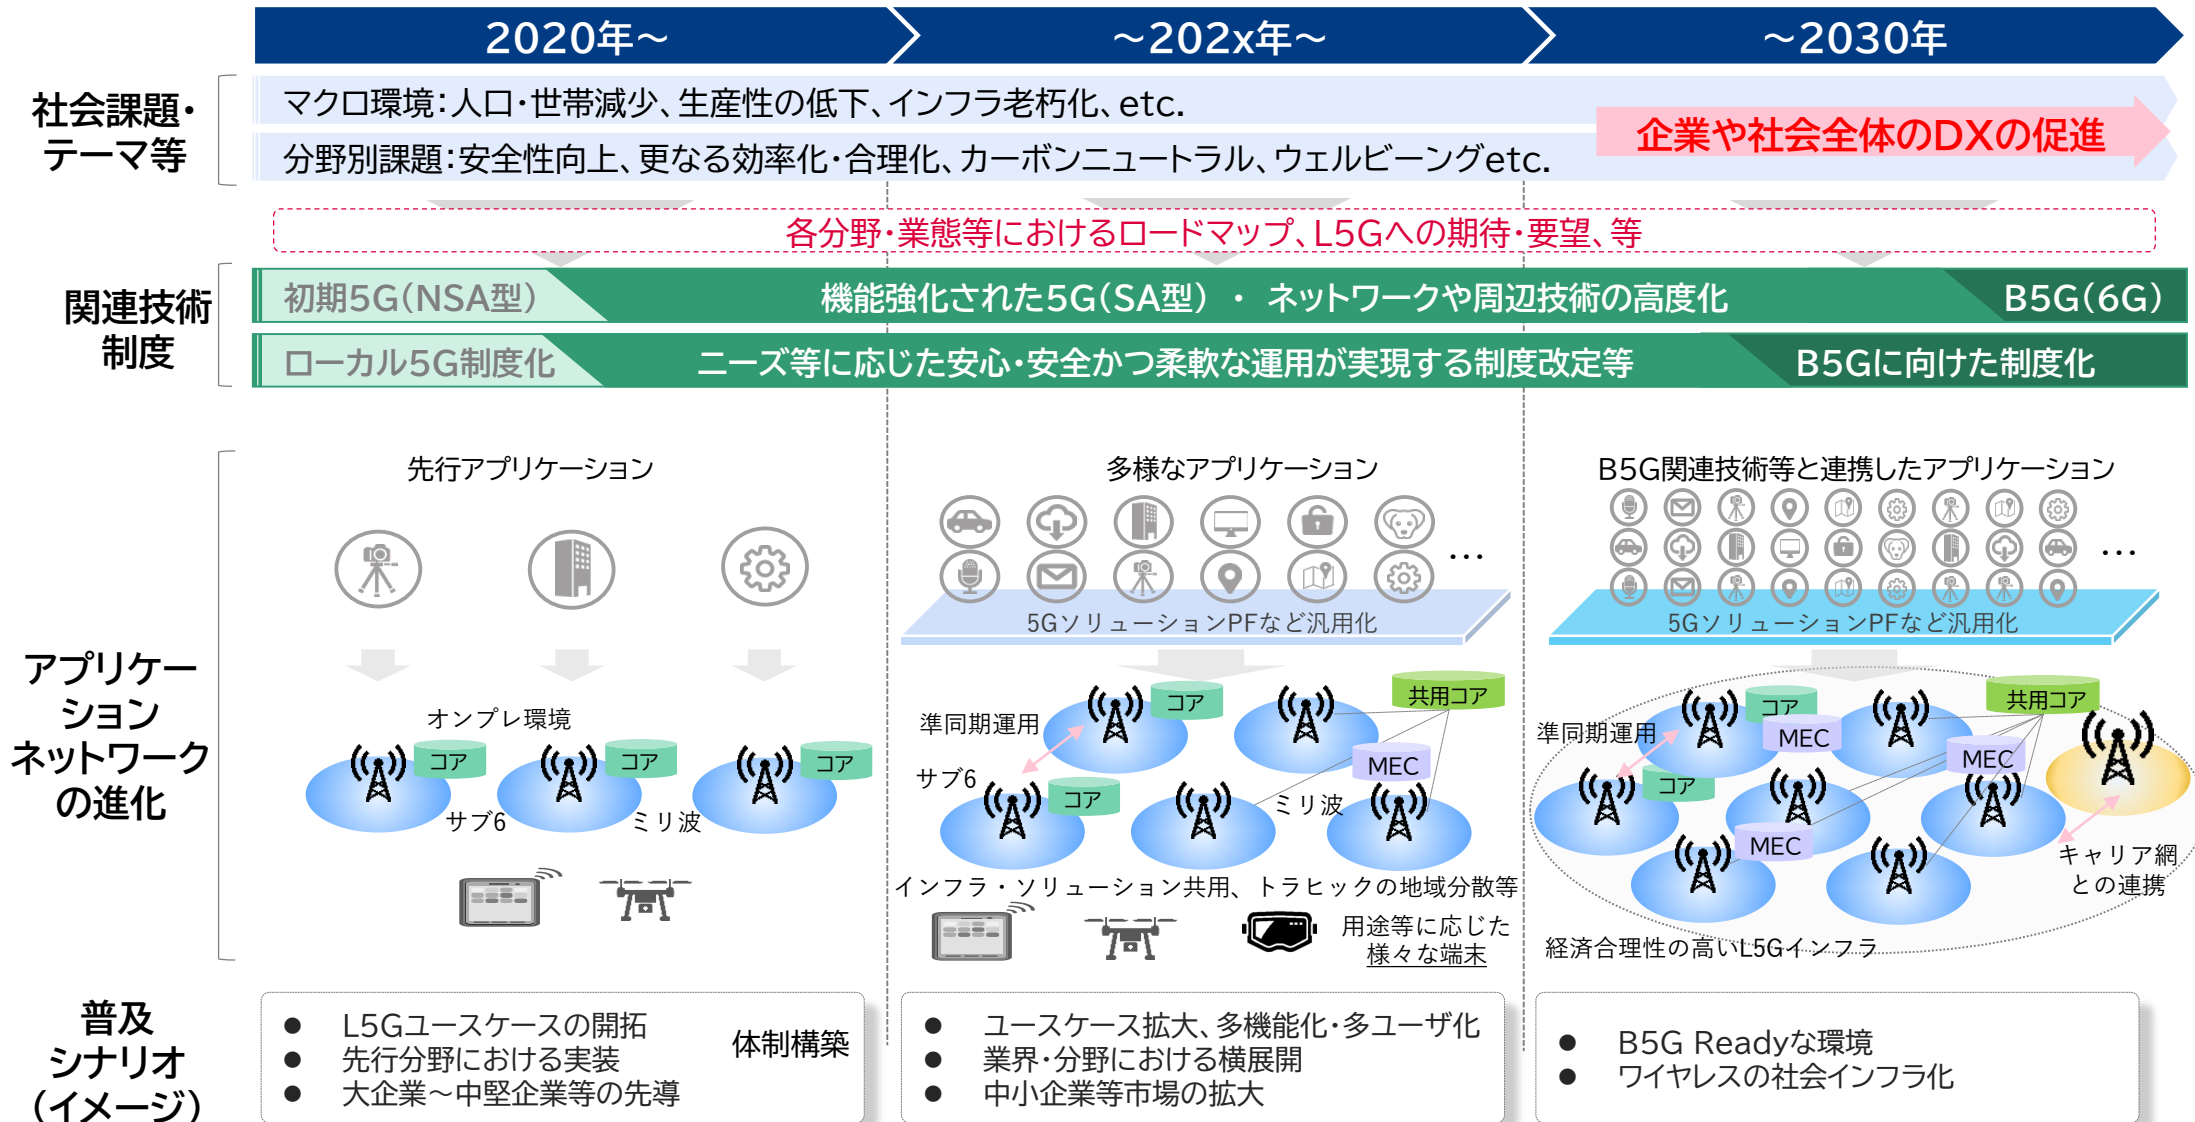 2020年～
～202x年～
～2030年
社会課題・
テーマ等
マクロ環境：人口・世帯減少、生産性の低下、インフラ老朽化、etc.
分野別課題：安全性向上、更なる効率化・合理化、カーボンニュートラル、ウェルビーングetc.
企業や社会全体のDXの促進
各分野・業態等におけるロードマップ、L5Gへの期待・要望、等
関連技術
制度
初期5G（NSA型）
機能強化された5G（SA型）・ ネットワークや周辺技術の高度化
B5G（6G）
ローカル5G制度化
ニーズ等に応じた安心・安全かつ柔軟な運用が実現する制度改定等
B5Gに向けた制度化
アプリケー
ション
ネットワーク
の進化
先行アプリケーション
オンプレ環境
コア
コア
コア
サブ6
ミリ波
多様なアプリケーション
…
5GソリューションPFなど汎用化
準同期運用
コア
共用コア
サブ6
コア
MEC
ミリ波
インフラ・ソリューション共用、トラヒックの地域分散等
用途等に応じた
様々な端末
B5G関連技術等と連携したアプリケーション
…
5GソリューションPFなど汎用化
準同期運用
コア
MEC
共用コア
コア
MEC
MEC
キャリア網
との連携
経済合理性の高いL5Gインフラ
普及
シナリオ
（イメージ）
● L5Gユースケースの開拓
● 先行分野における実装
● 大企業～中堅企業等の先導
体制構築
● ユースケース拡大、多機能化・多ユーザ化
● 業界・分野における横展開
● 中小企業等市場の拡大
● B5G Readyな環境
● ワイヤレスの社会インフラ化